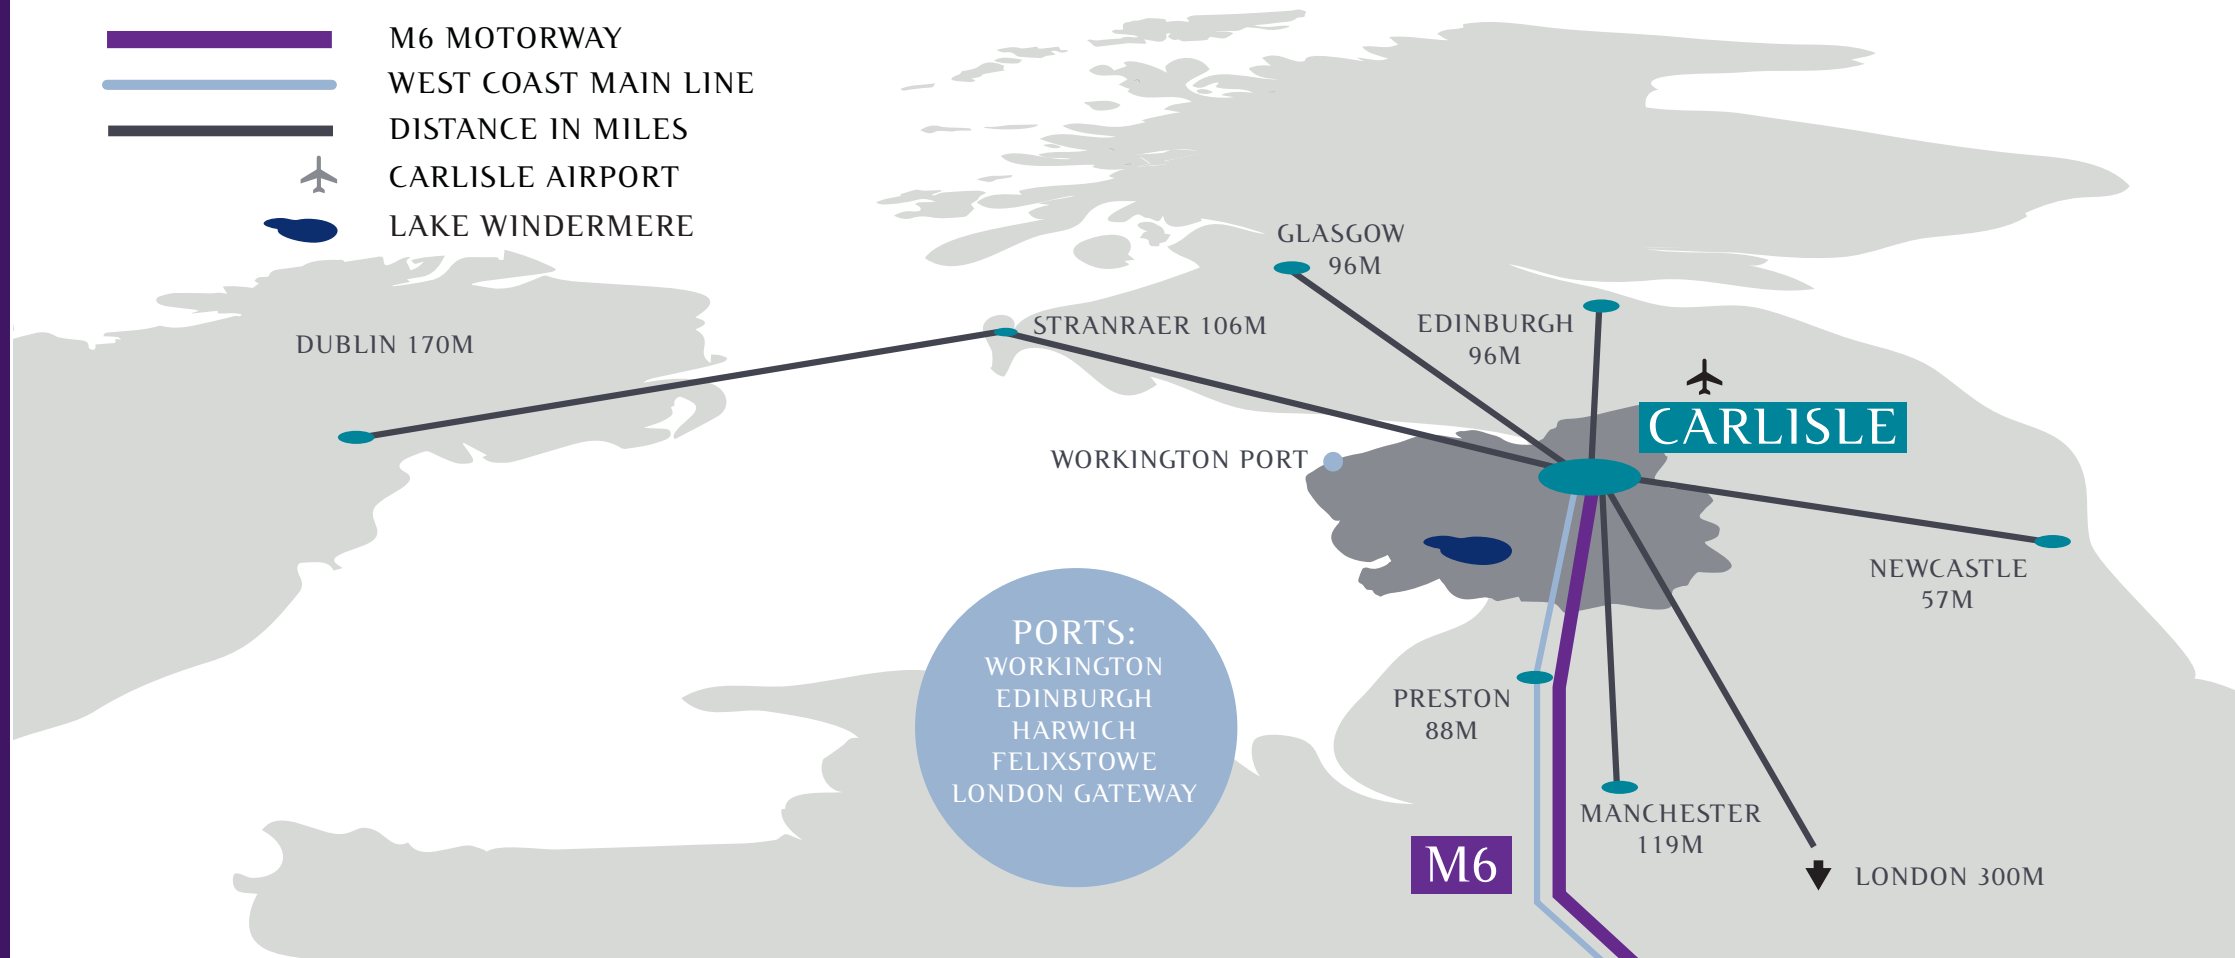 M6 MOTORWAY
WEST COAST MAIN LINE
DISTANCE IN MILES
CARLISLE AIRPORT
LAKE WINDERMERE
GLASGOW
96M
DUBLIN 170M
STRANRAER 106M
EDINBURGH
96M
CARLISLE
WORKINGTON PORT
NEWCASTLE
57M
PORTS:
WORKINGTON
EDINBURGH
HARWICH
FELIXSTOWE
LONDON GATEWAY
PRESTON
88M
MANCHESTER
119M
M6
LONDON 300M